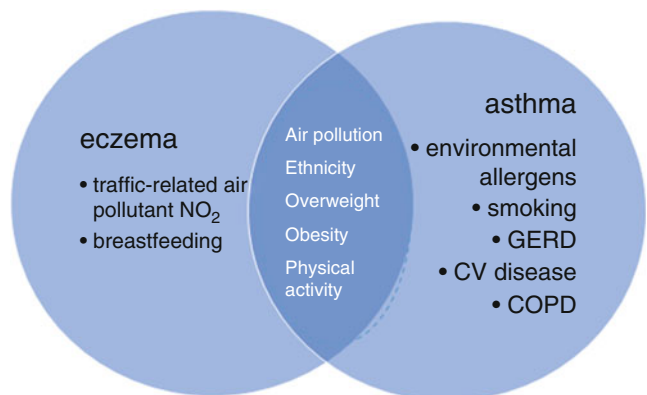 eczema
• traffic-related air
pollutant NO₂
• breastfeeding
Air pollution
Ethnicity
Overweight
Obesity
Physical
activity
asthma
• environmental
allergens
• smoking
• GERD
• CV disease
• COPD